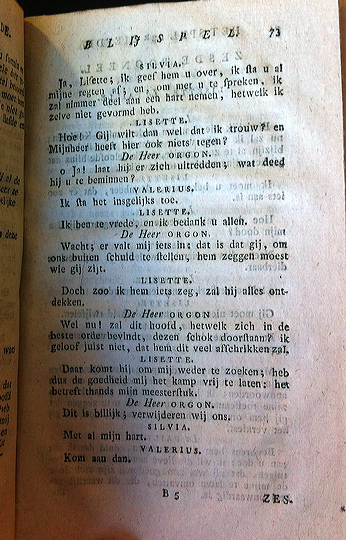 BLIJSPEL. 73
SILVIA.
Ja, Lisette; ik geef hem u over, ik sta u al
mijne regten af; en, om met u te spreken, ik
zal nimmer deel aan een hart nemen, hetwelk ik
zelve niet gevormd heb.
LISETTE.
Hoe! Gij wilt dan wel dat ik trouw? en
Mijnheer heeft hier ook niets tegen?
De Heer ORGON.
o Ja! laat hij er zich uitredden; wat deed
hij u te beminnen?
VALERIUS.
Ik sta het insgelijks toe.
LISETTE.
Ik ben te vrede, en ik bedank u allen.
De Heer ORGON.
Wacht; er valt mij iets in: dat is dat gij, om
ons buiten schuld te stellen, hem zeggen moest
wie gij zijt.
LISETTE.
Doch zoo ik hem iets zeg, zal hij alles ont-
dekken.
De Heer ORGON
Wel nu! zal dit hoofd, hetwelk zich in de
beste orde bevindt, dezen schok doorstaan? ik
geloof juist niet, dat hem dit veel afschrikken zal.
LISETTE.
Daar komt hij om mij weder te zoeken; heb
dus de goedheid mij het kamp vrij te laten: het
betreft thands mijn meesterstuk.
De Heer ORGON.
Dit is billijk; verwijderen wij ons.
SILVIA.
Met al mijn hart.
VALERIUS.
Kom aan dan.
B 5 ZES.